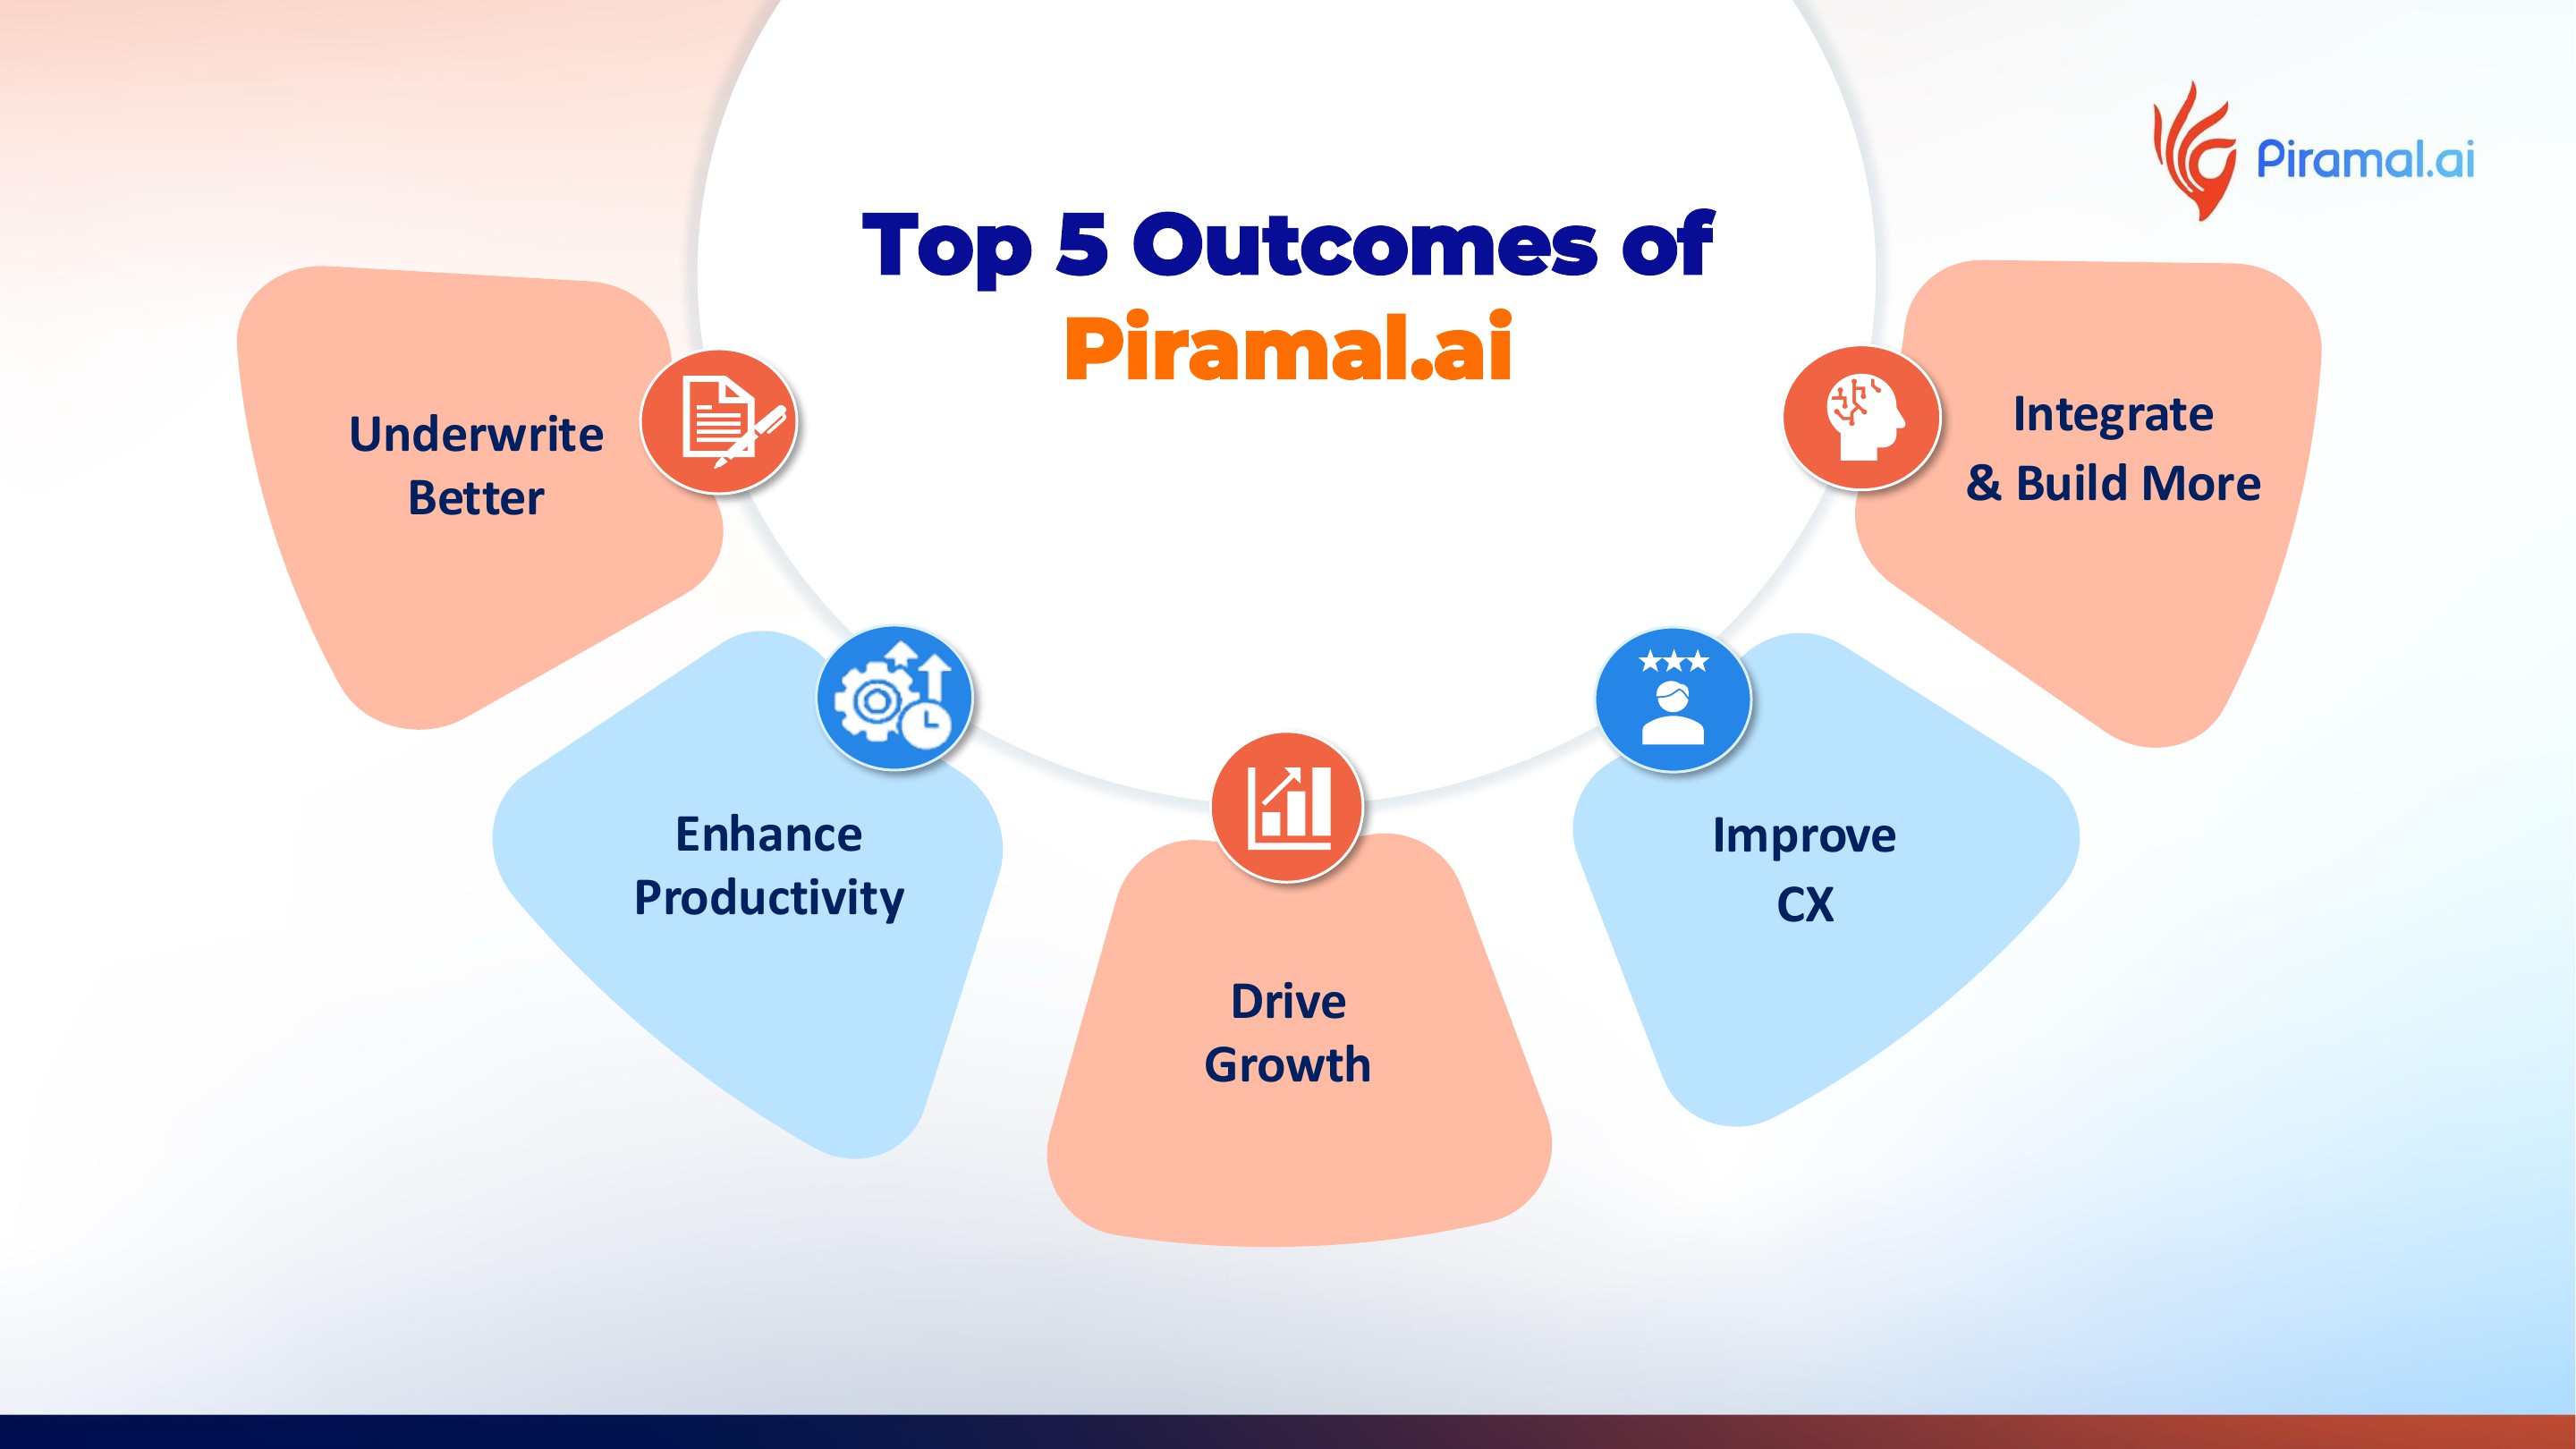 Top 5 Outcomes of
Piramal.ai
Piramal.ai
Underwrite
Better
Enhance
Productivity
Drive
Growth
Improve
CX
Integrate
& Build More